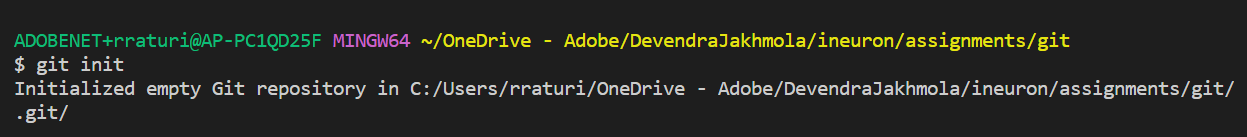 ADOBENET+rraturi@AP-PC1QD25F MINGW64 ~/OneDrive - Adobe/DevendraJakhmola/ineuron/assignments/git
$ git init
Initialized empty Git repository in C:/Users/rraturi/OneDrive - Adobe/DevendraJakhmola/ineuron/assignments/git/
.git/